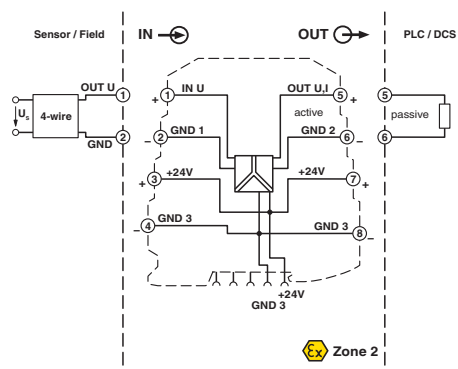 Sensor / Field
IN
OUT
PLC / DCS
OUT U
1
1
IN U
OUT U,I
5
5
+
+
Us
4-wire
active
passive
GND
2
2
GND 1
GND 2
6
6
–
–
3
+24V
+24V
7
+
+
4
GND 3
GND 3
8
–
–
+24V
GND 3
Ex
Zone 2